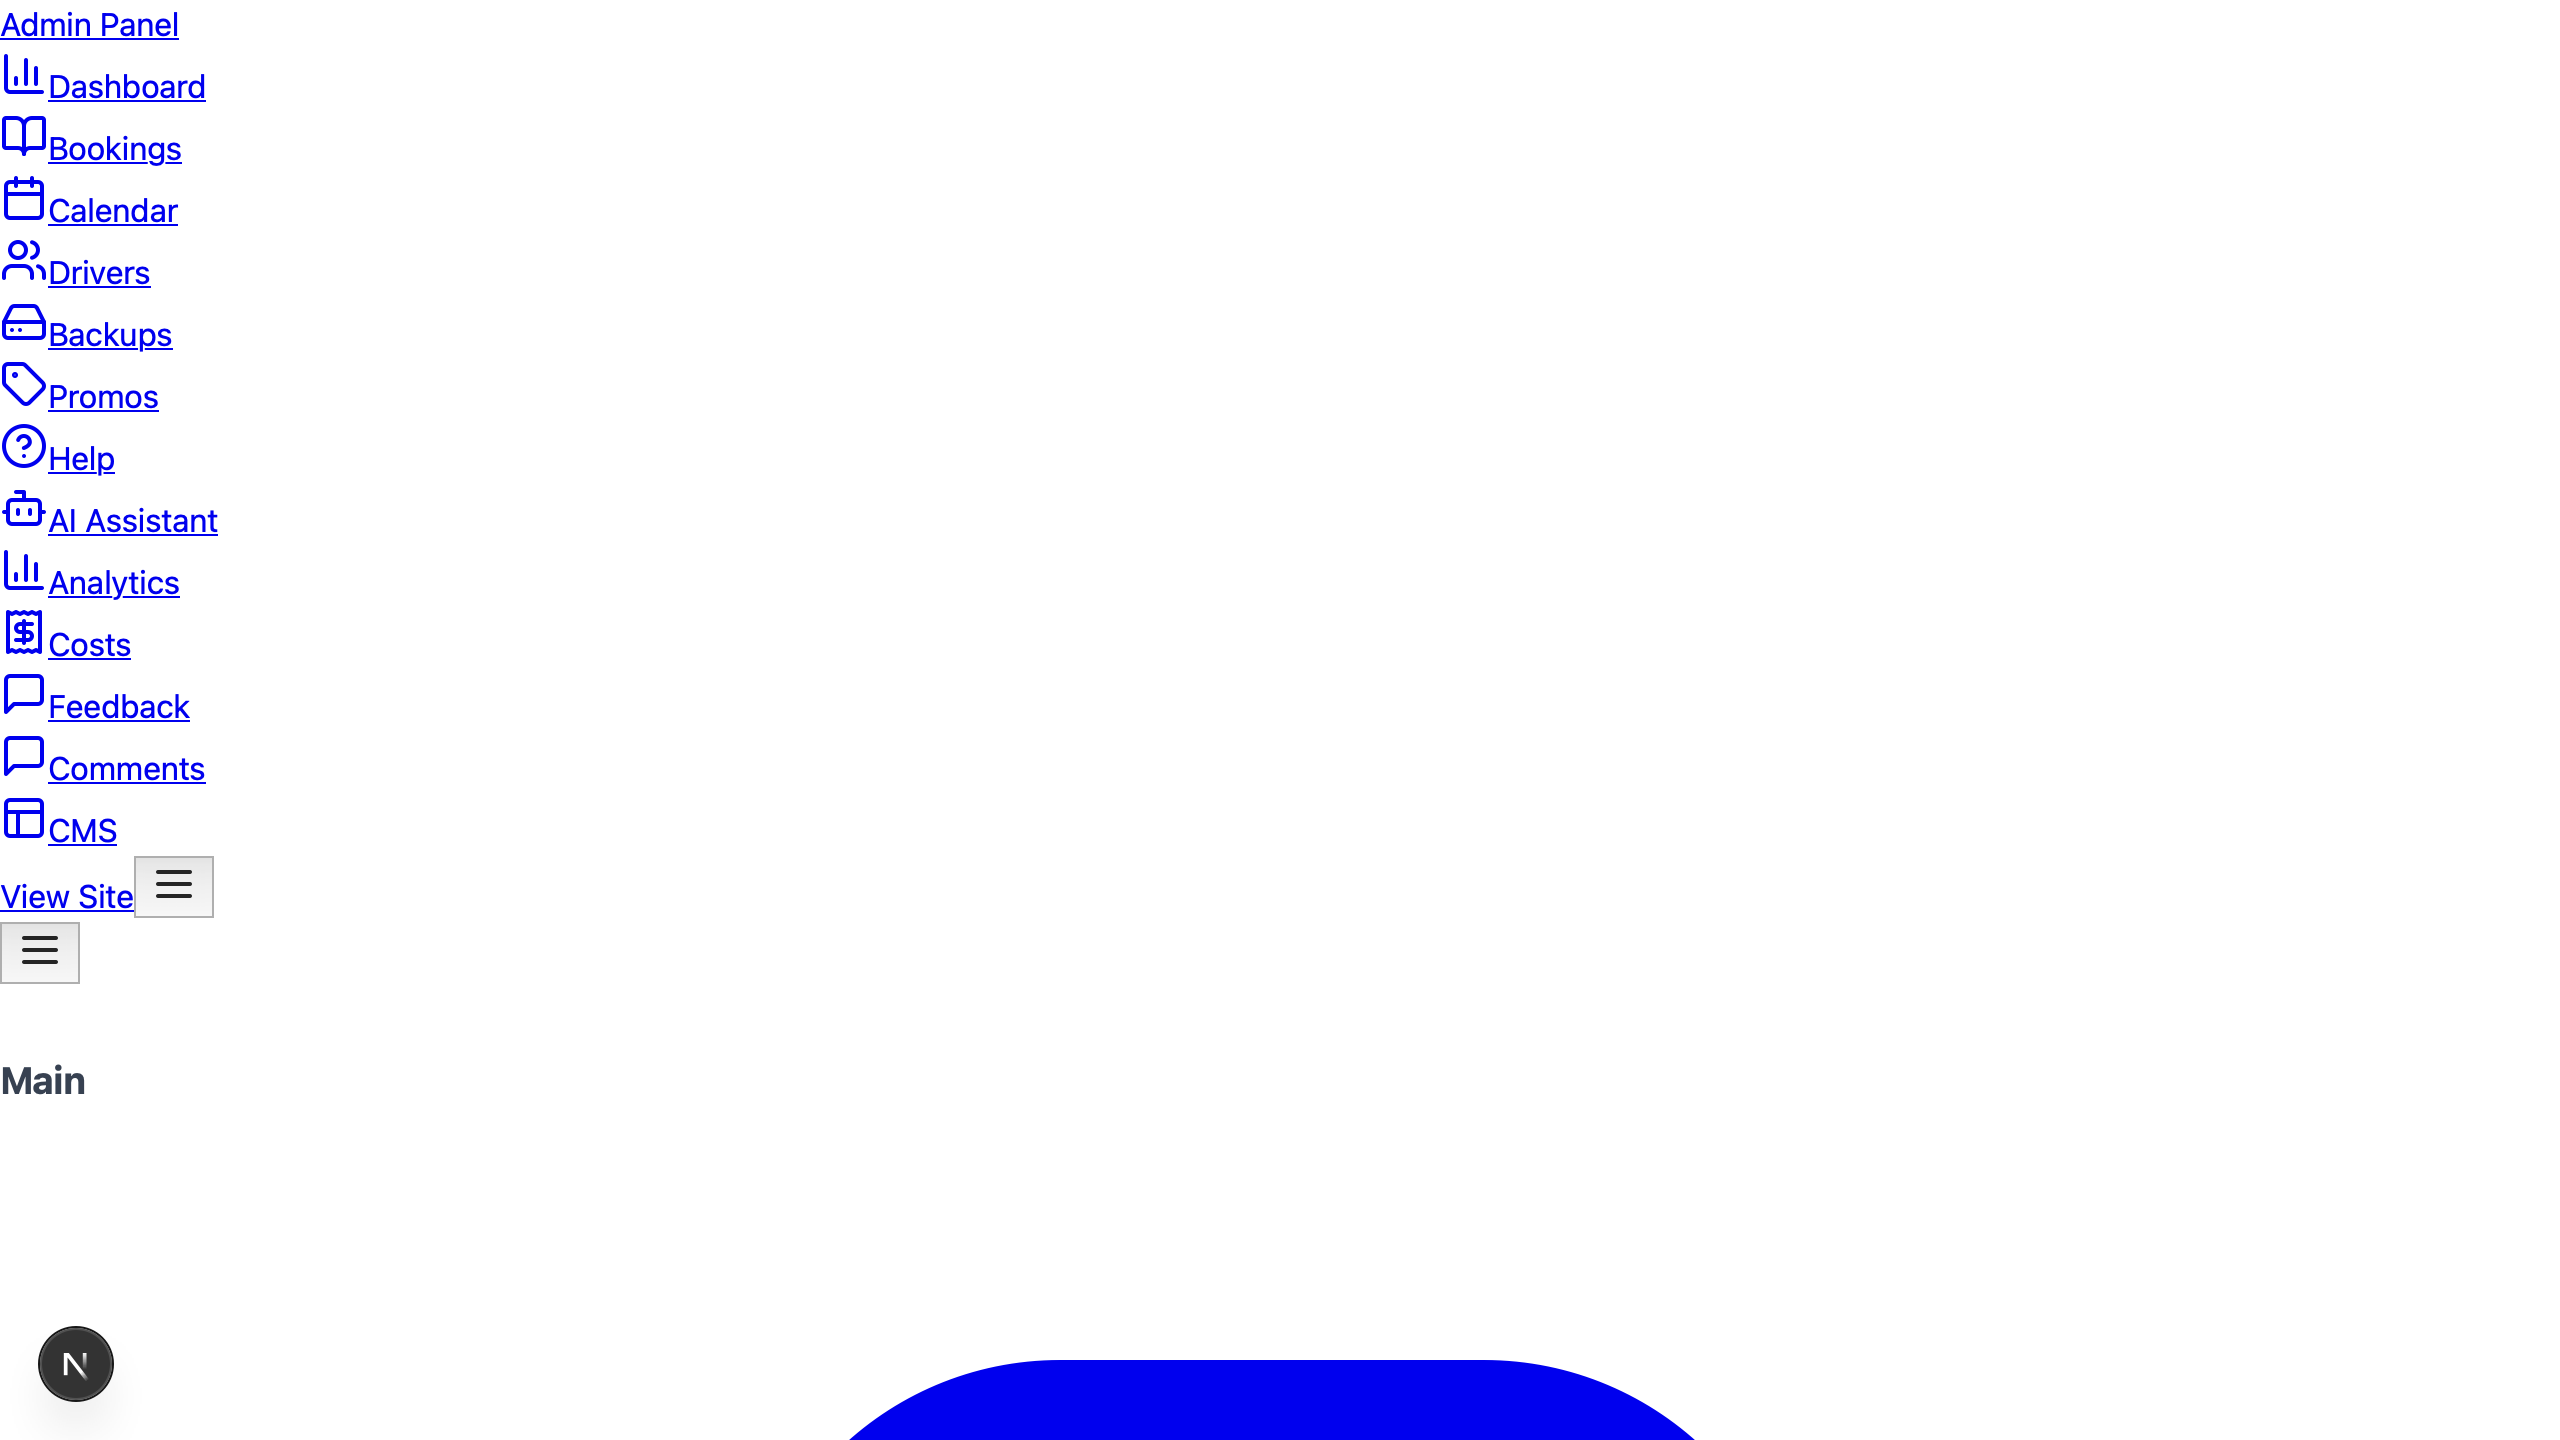 Admin Panel
Dashboard
Bookings
Calendar
Drivers
Backups
Promos
Help
AI Assistant
Analytics
Costs
Feedback
Comments
CMS
View Site
Main
N